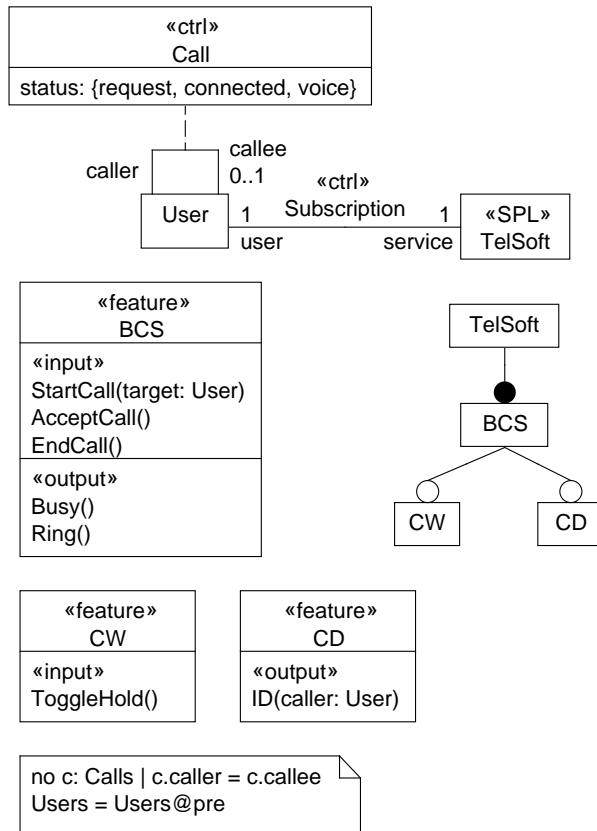 «ctrl»
Call
status: {request, connected, voice}
caller
callee
0..1
User
1
user
«ctrl»
Subscription
1
service
«SPL»
TelSoft
«feature»
BCS
«input»
StartCall(target: User)
AcceptCall()
EndCall()
«output»
Busy()
Ring()
TelSoft
BCS
CW
CD
«feature»
CW
«input»
ToggleHold()
«feature»
CD
«output»
ID(caller: User)
no c: Calls | c.caller = c.callee
Users = Users@pre